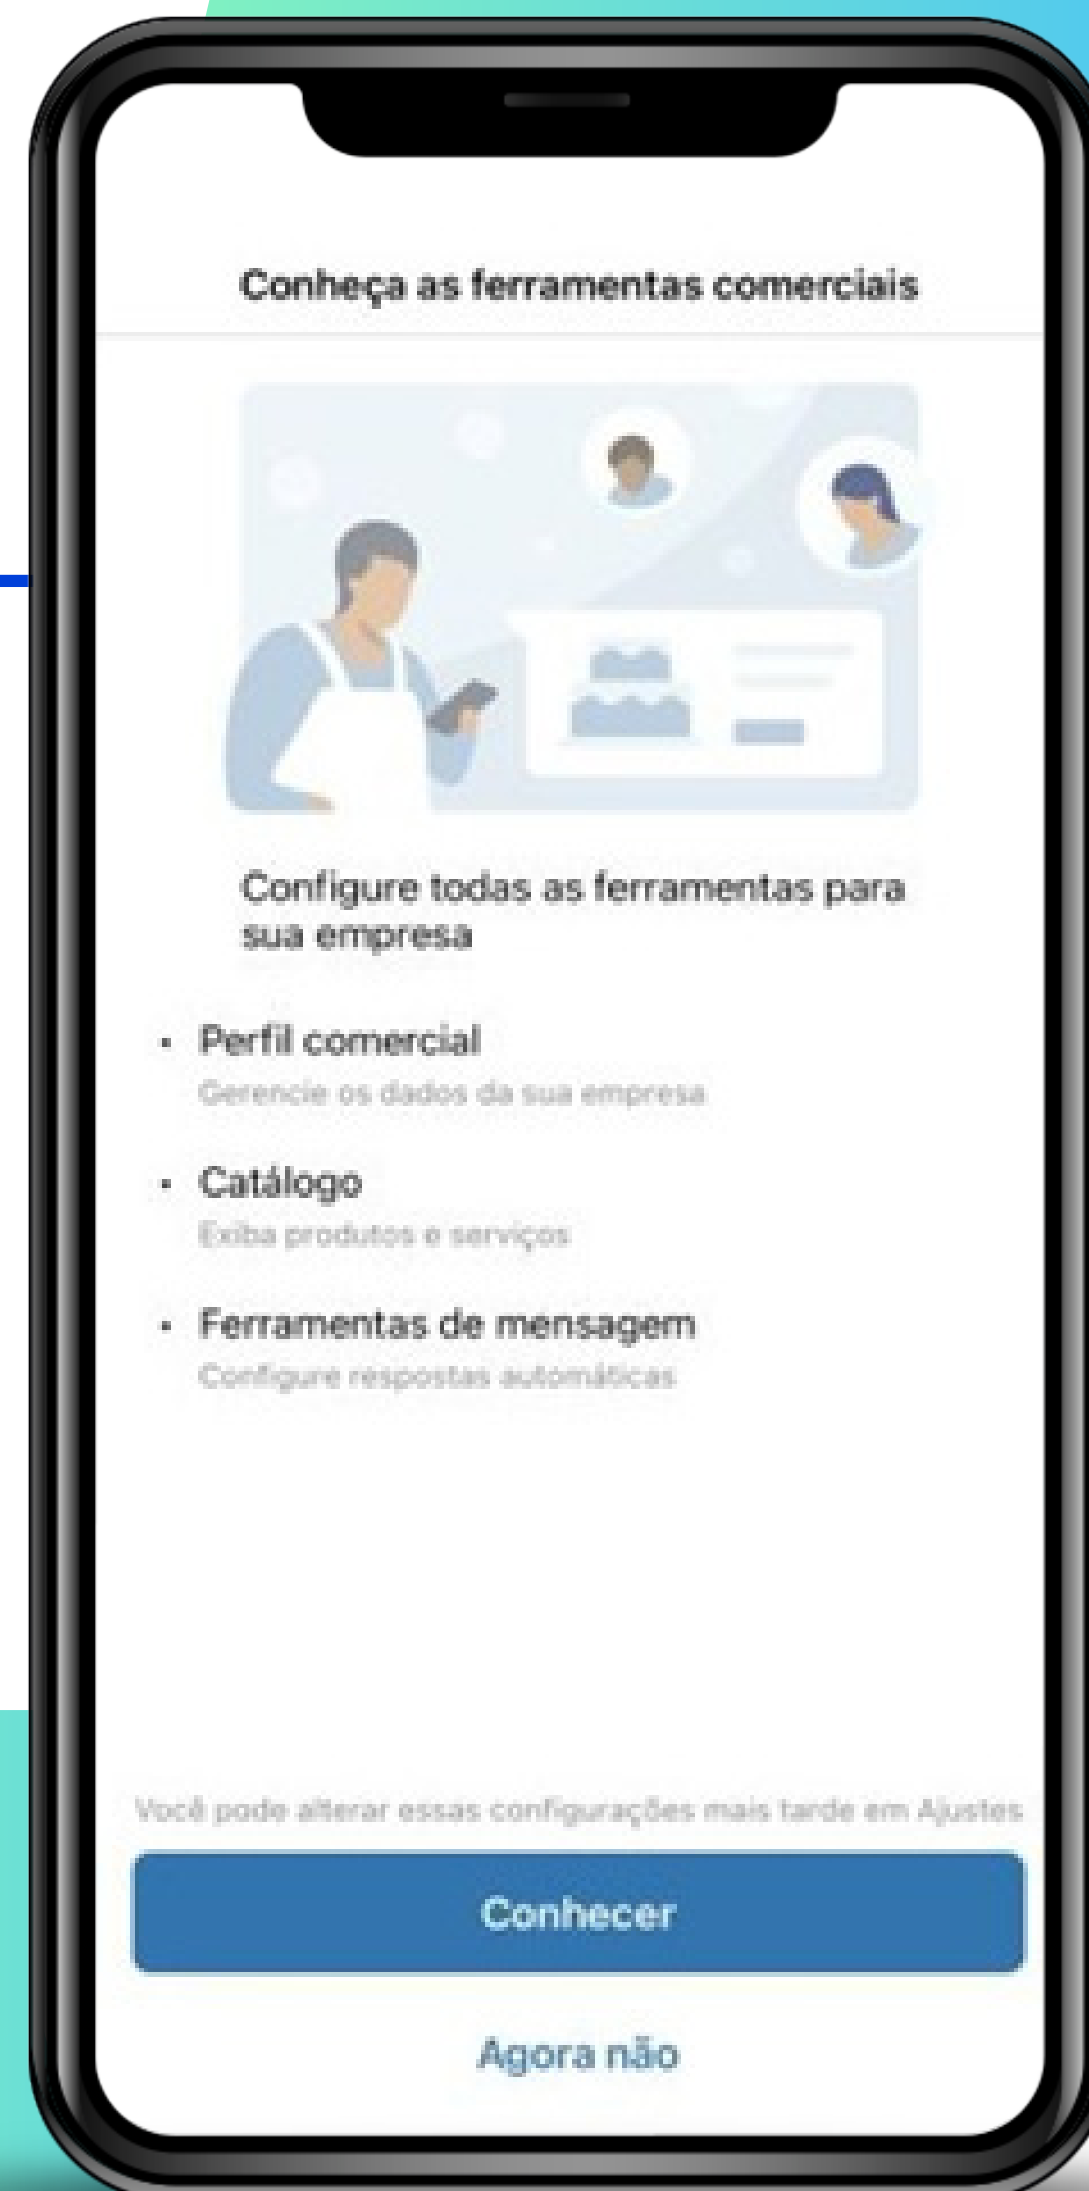 Conheça as ferramentas comerciais
Configure todas as ferramentas para
sua empresa
• Perfil comercial
Gerencie os dados da sua empresa
• Catálogo
Exiba produtos e serviços
• Ferramentas de mensagem
Configure respostas automáticas
Você pode alterar essas configurações mais tarde em Ajustes
Conhecer
Agora não